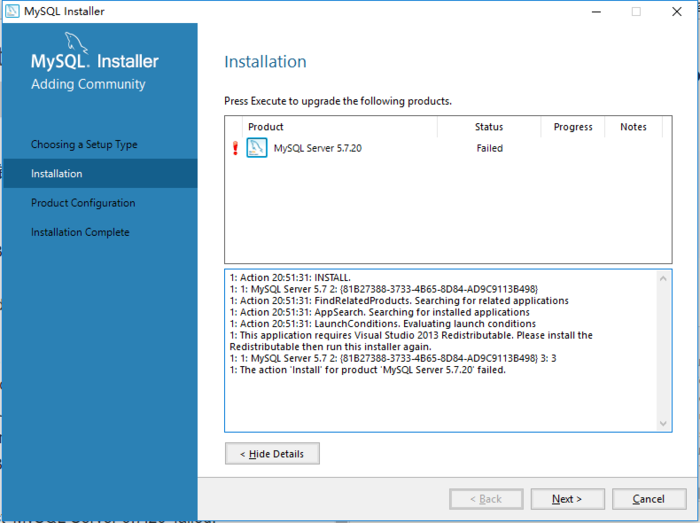 MySQL Installer
MySQL. Installer
Adding Community
Choosing a Setup Type
Installation
Product Configuration
Installation Complete
Installation
Press Execute to upgrade the following products.
Product Status Progress Notes
MySQL Server 5.7.20 Failed
1: Action 20:51:31: INSTALL.
1: 1: MySQL Server 5.7 2: {81B27388-3733-4B65-8D84-AD9C9113B498}
1: Action 20:51:31: FindRelatedProducts. Searching for related applications
1: Action 20:51:31: AppSearch. Searching for installed applications
1: Action 20:51:31: LaunchConditions. Evaluating launch conditions
1: This application requires Visual Studio 2013 Redistributable. Please install the
Redistributable then run this installer again.
1: 1: MySQL Server 5.7 2: {81B27388-3733-4B65-8D84-AD9C9113B498} 3: 3
1: The action 'Install' for product 'MySQL Server 5.7.20' failed.
< Hide Details
< Back Next > Cancel